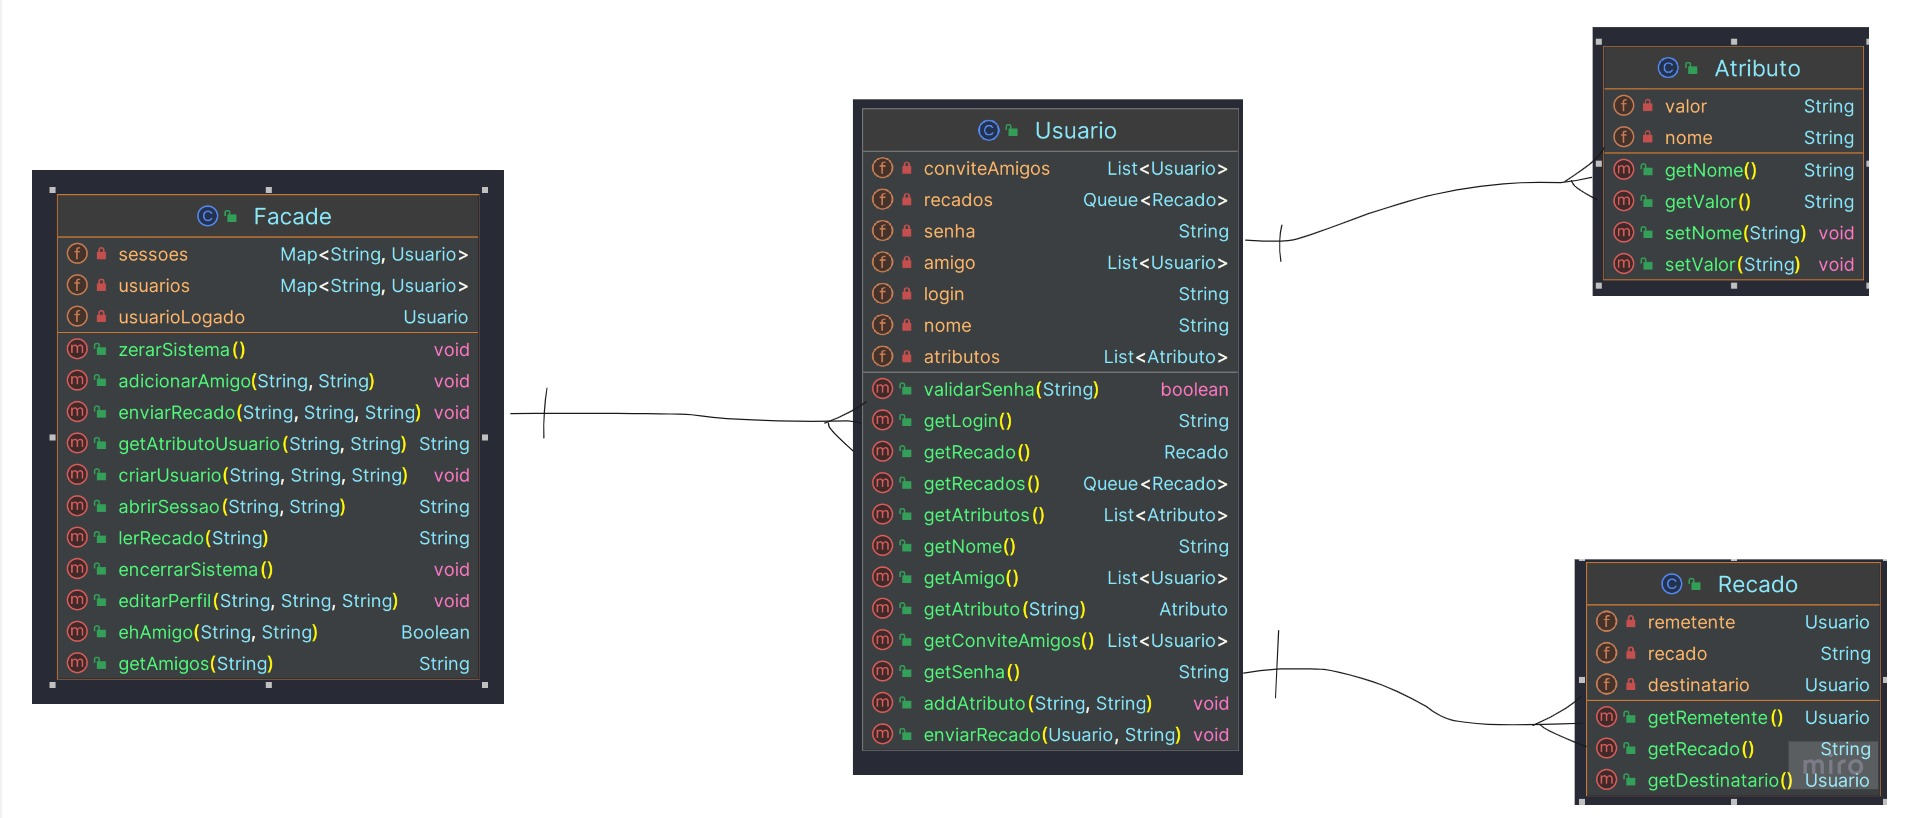 Facade
sessoes Map<String, Usuario>
usuarios Map<String, Usuario>
usuarioLogado Usuario
zerarSistema() void
adicionarAmigo(String, String) void
enviarRecado(String, String, String) void
getAtributoUsuario(String, String) String
criarUsuario(String, String, String) void
abrirSessao(String, String) String
lerRecado(String) String
encerrarSistema() void
editarPerfil(String, String, String) void
ehAmigo(String, String) Boolean
getAmigos(String) String
Usuario
conviteAmigos List<Usuario>
recados Queue<Recado>
senha String
amigo List<Usuario>
login String
nome String
atributos List<Atributo>
validarSenha(String) boolean
getLogin() String
getRecado() Recado
getRecados() Queue<Recado>
getAtributos() List<Atributo>
getNome() String
getAmigo() List<Usuario>
getAtributo(String) Atributo
getConviteAmigos() List<Usuario>
getSenha() String
addAtributo(String, String) void
enviarRecado(Usuario, String) void
Atributo
valor String
nome String
getNome() String
getValor() String
setNome(String) void
setValor(String) void
Recado
remetente Usuario
recado String
destinatario Usuario
getRemetente() Usuario
getRecado() String
getDestinatario() Usuario
miro